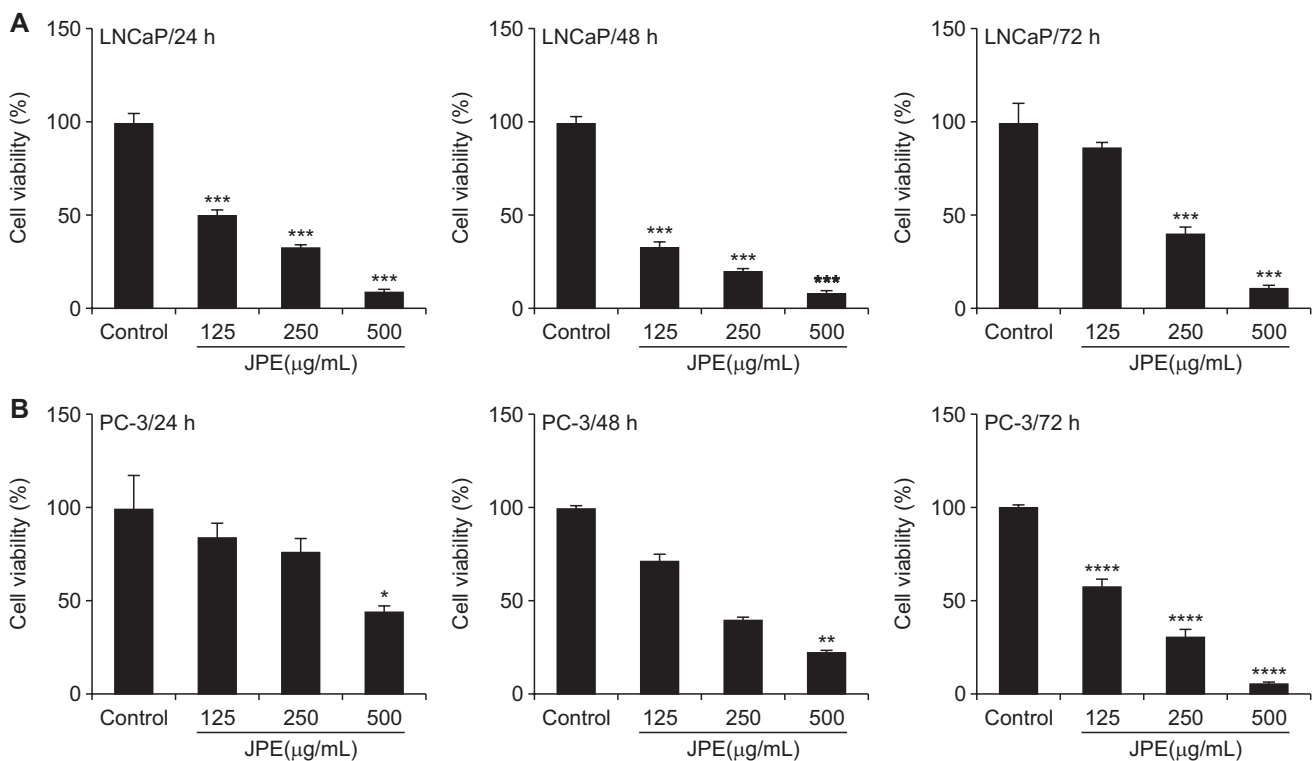 A
LNCaP/24 h
Cell viability (%)
150
100
50
0
***
***
***
Control 125 250 500
JPE(μg/mL)
LNCaP/48 h
Cell viability (%)
150
100
50
0
***
***
***
Control 125 250 500
JPE(μg/mL)
LNCaP/72 h
Cell viability (%)
150
100
50
0
***
***
Control 125 250 500
JPE(μg/mL)
B
PC-3/24 h
Cell viability (%)
150
100
50
0
*
Control 125 250 500
JPE(μg/mL)
PC-3/48 h
Cell viability (%)
150
100
50
0
**
Control 125 250 500
JPE(μg/mL)
PC-3/72 h
Cell viability (%)
150
100
50
0
****
****
****
Control 125 250 500
JPE(μg/mL)